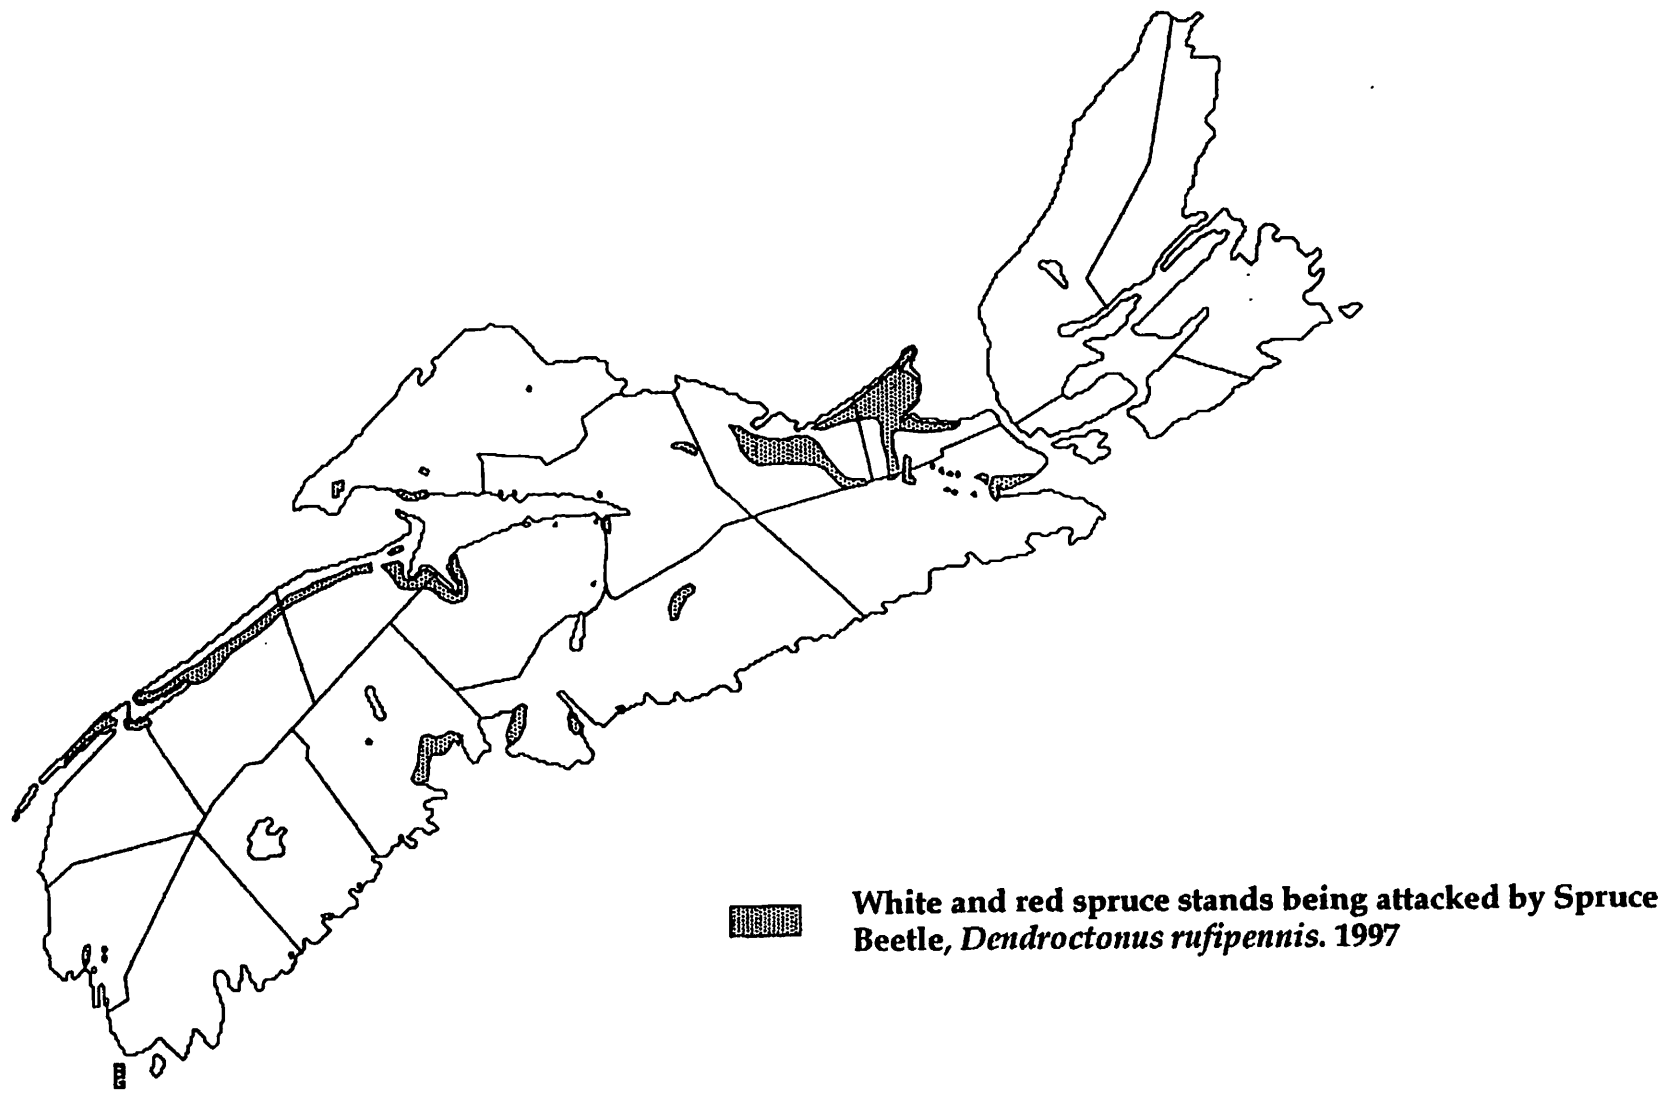 White and red spruce stands being attacked by Spruce
Beetle, Dendroctonus rufipennis. 1997